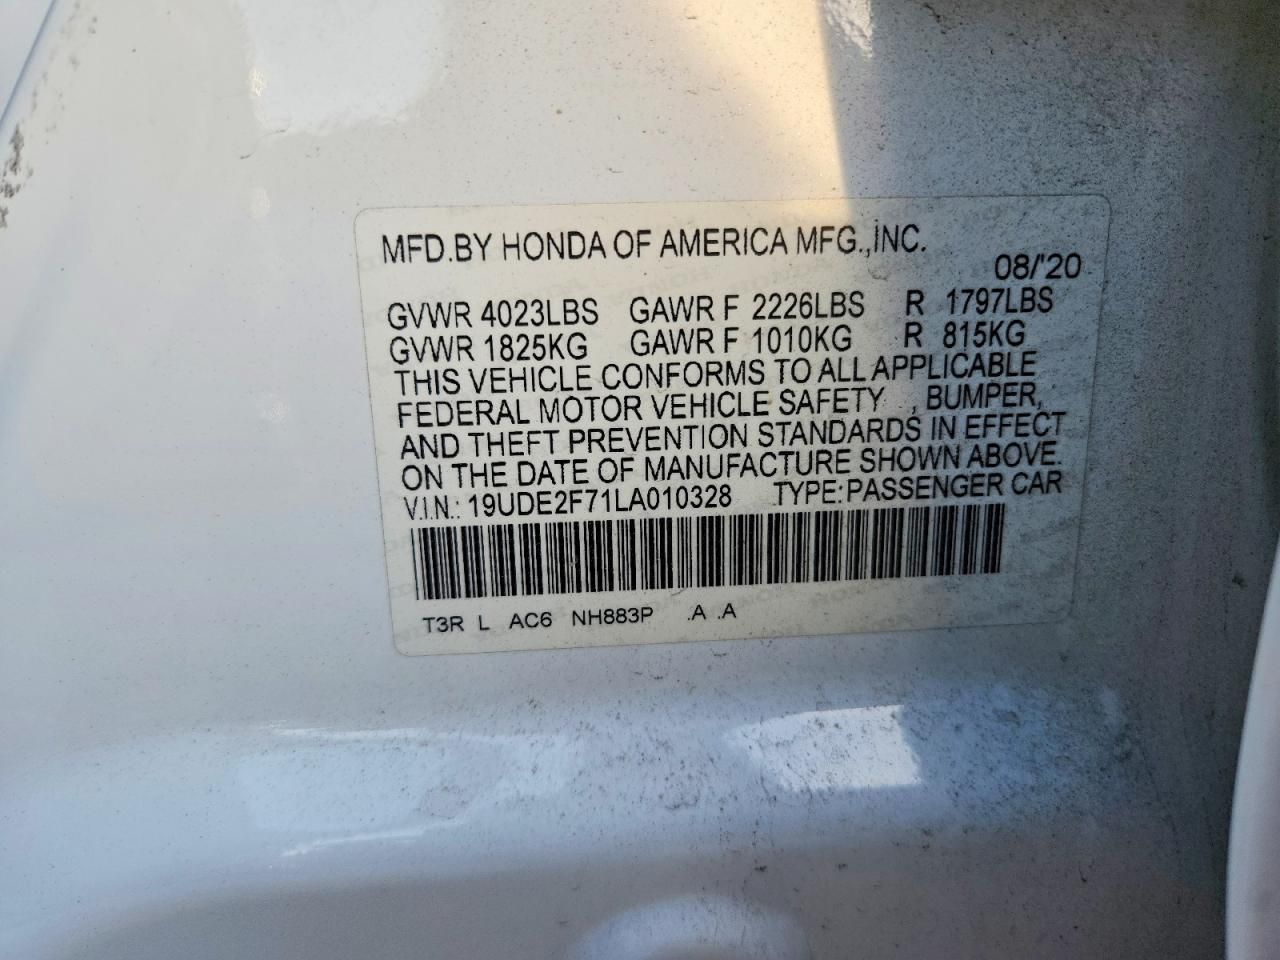 MFD.BY HONDA OF AMERICA MFG.,INC.
08/'20
GVWR 4023LBS GAWR F 2226LBS R 1797LBS
GVWR 1825KG GAWR F 1010KG R 815KG
THIS VEHICLE CONFORMS TO ALL APPLICABLE
FEDERAL MOTOR VEHICLE SAFETY , BUMPER,
AND THEFT PREVENTION STANDARDS IN EFFECT
ON THE DATE OF MANUFACTURE SHOWN ABOVE.
V.I.N.: 19UDE2F71LA010328 TYPE:PASSENGER CAR
T3R L AC6 NH883P .A .A